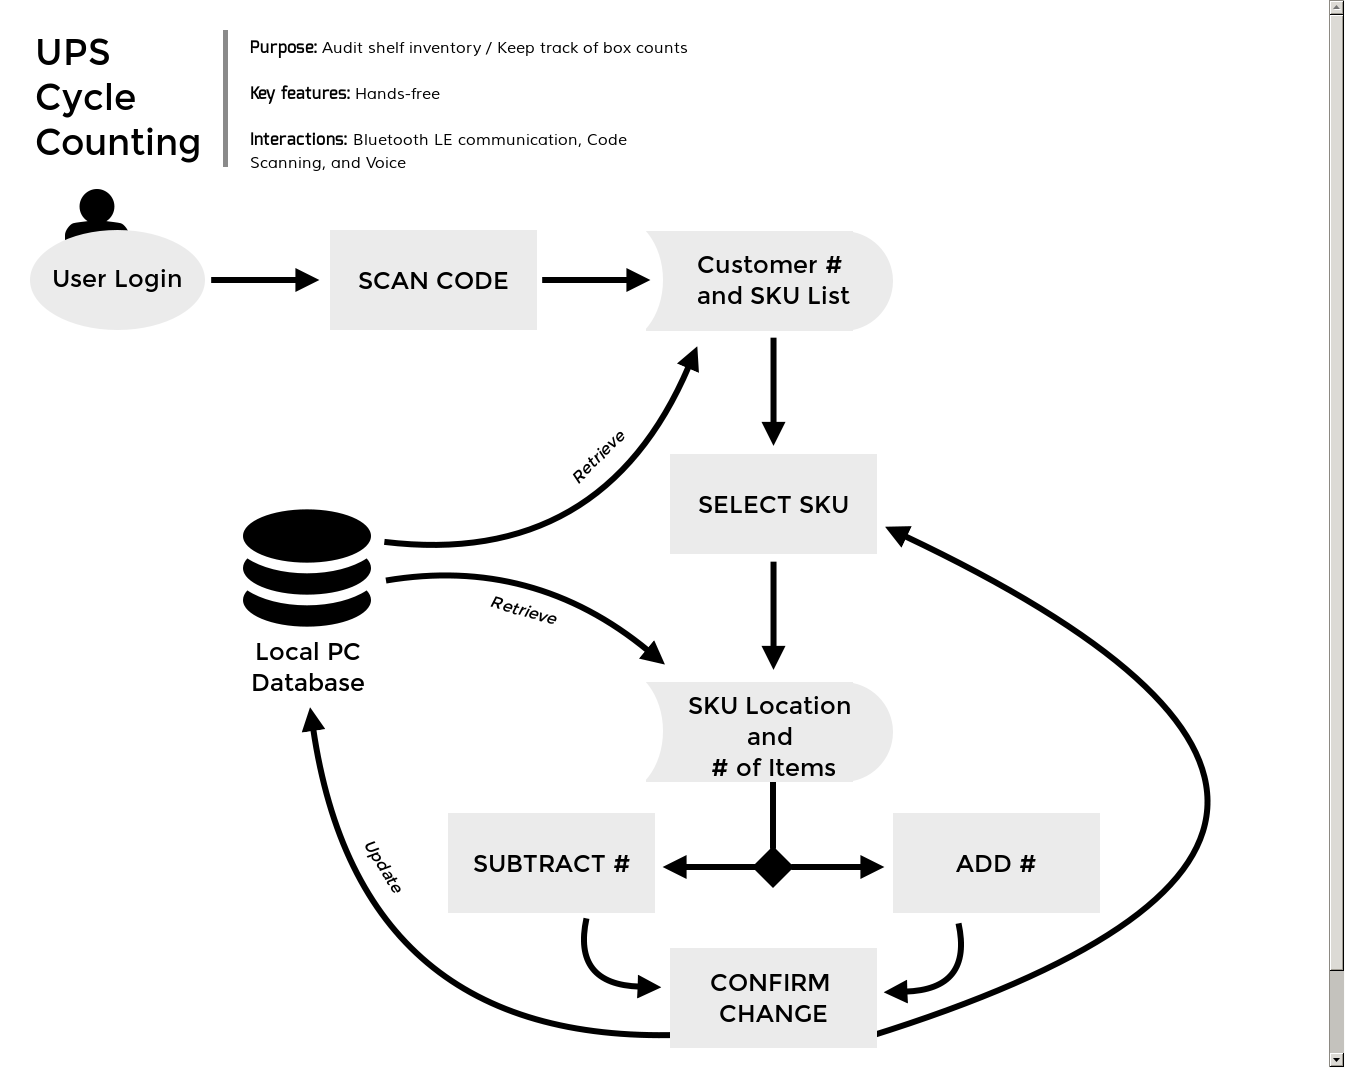 UPS
Cycle
Counting
Purpose: Audit shelf inventory / Keep track of box counts
Key features: Hands-free
Interactions: Bluetooth LE communication, Code
Scanning, and Voice
User Login
SCAN CODE
Customer #
and SKU List
Retrieve
SELECT SKU
Retrieve
Local PC
Database
SKU Location
and
# of Items
Update
SUBTRACT #
ADD #
CONFIRM
CHANGE